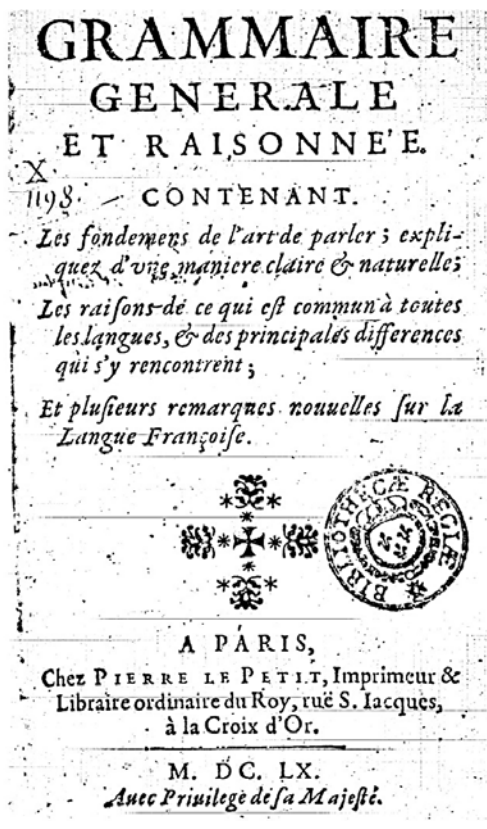 GRAMMAIRE
GENERALE
ET RAISONNE'E.
X
1198.
CONTENANT.
Les fondemens de l'art de parler ; expli-
quez d'vne maniere claire & naturelle ;
Les raiſons de ce qui eſt commun à toutes
les langues, & des principales differences
qui s'y rencontrent ;
Et pluſieurs remarques nouuelles ſur la
Langue Françoiſe.
BIBLIOTHECÆ REGIÆ
A PARIS,
Chez PIERRE LE PETIT, Imprimeur &
Libraire ordinaire du Roy, ruë S. Iacques,
à la Croix d'Or.
M. DC. LX.
Auec Priuilege de ſa Majeſté.